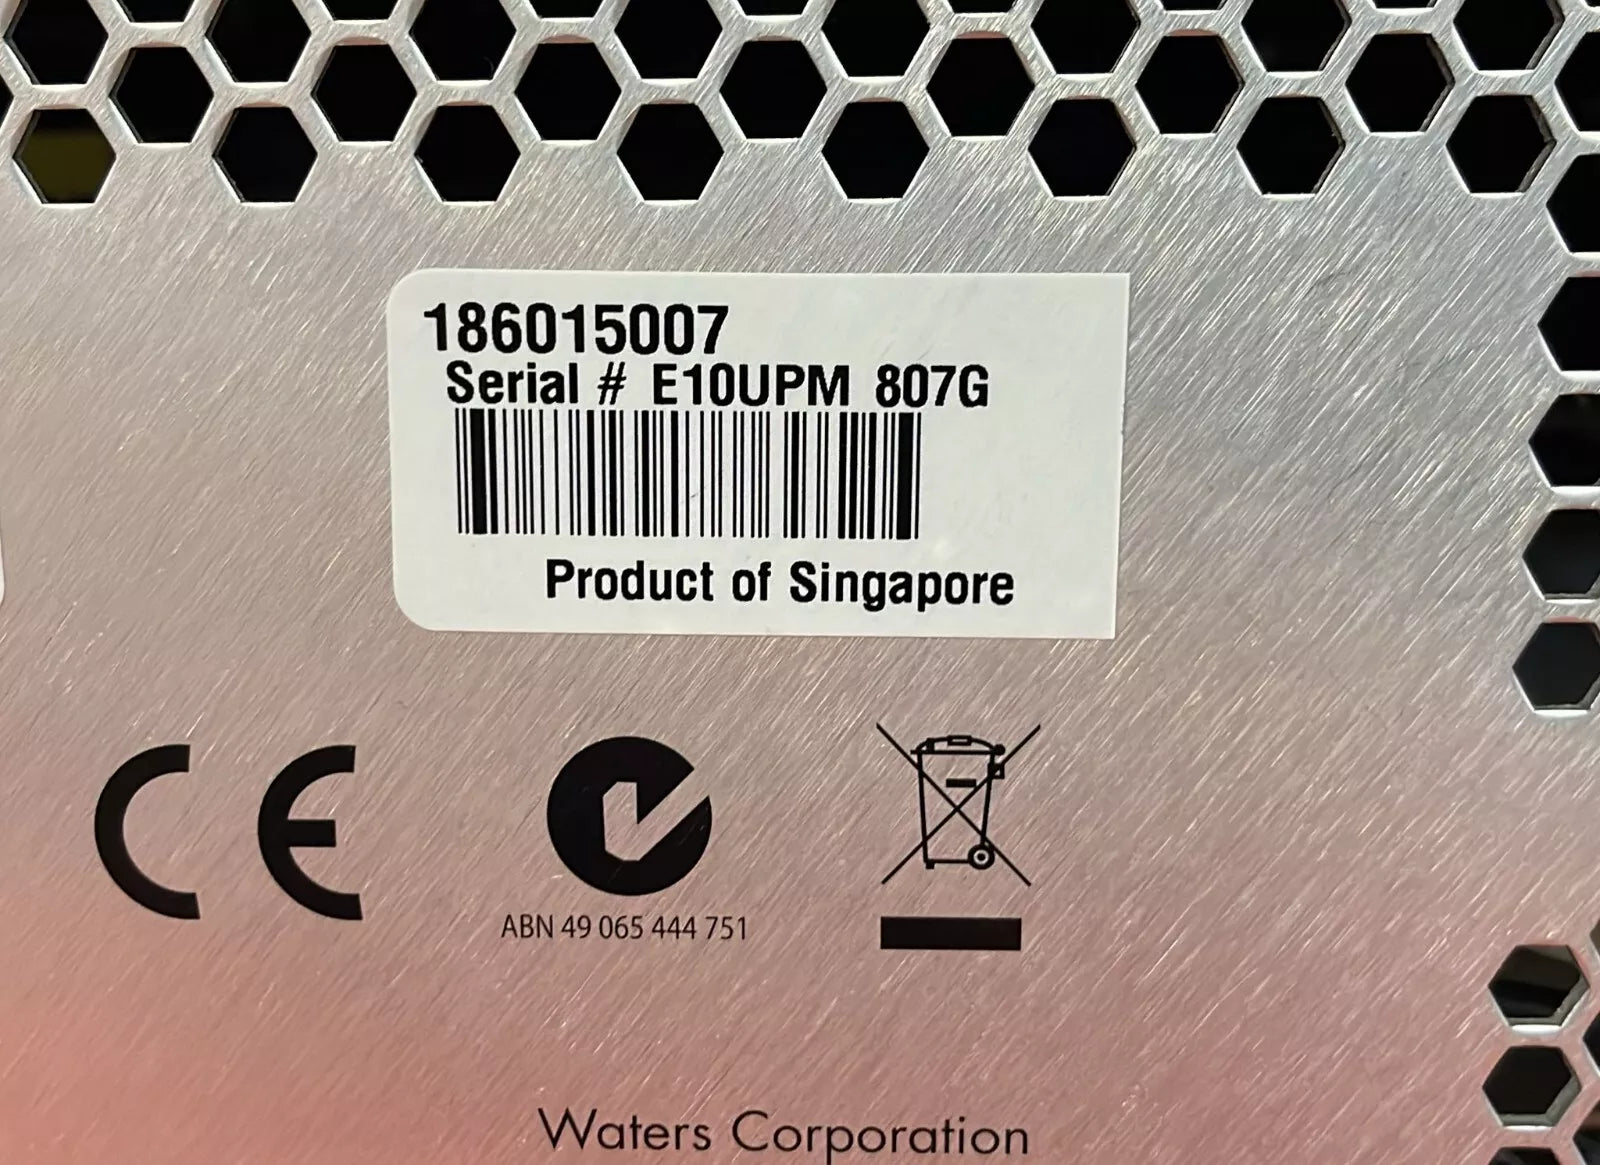 186015007
Serial # E10UPM 807G
Product of Singapore
CE
ABN 49 065 444 751
Waters Corporation